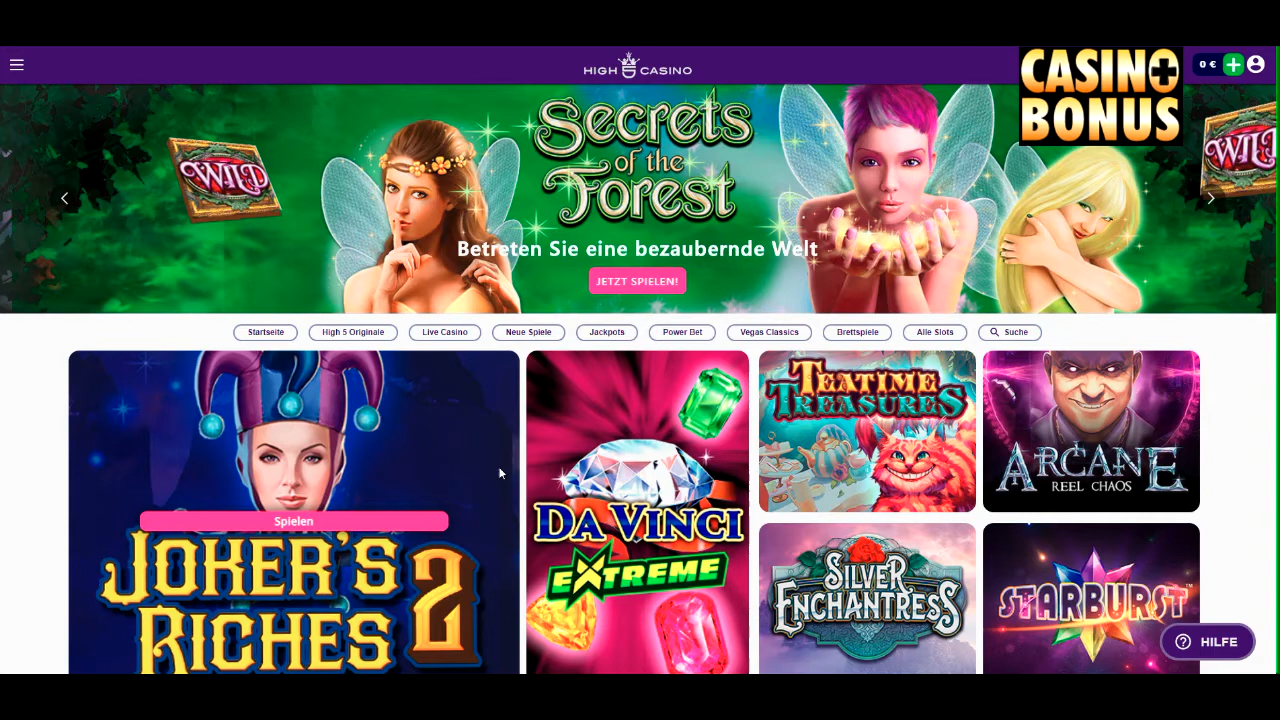 HIGH 5 CASINO
CASINO
BONUS
0 €
WILD
Secrets
of the
Forest
WILD
Betreten Sie eine bezaubernde Welt
JETZT SPIELEN!
Startseite
High 5 Originale
Live Casino
Neue Spiele
Jackpots
Power Bet
Vegas Classics
Brettspiele
Alle Slots
Suche
Spielen
JOKER'S
RICHES 2
DA VINCI
EXTREME
TEATIME
TREASURES
ARCANE
REEL CHAOS
SILVER
ENCHANTRESS
STARBURST™
HILFE